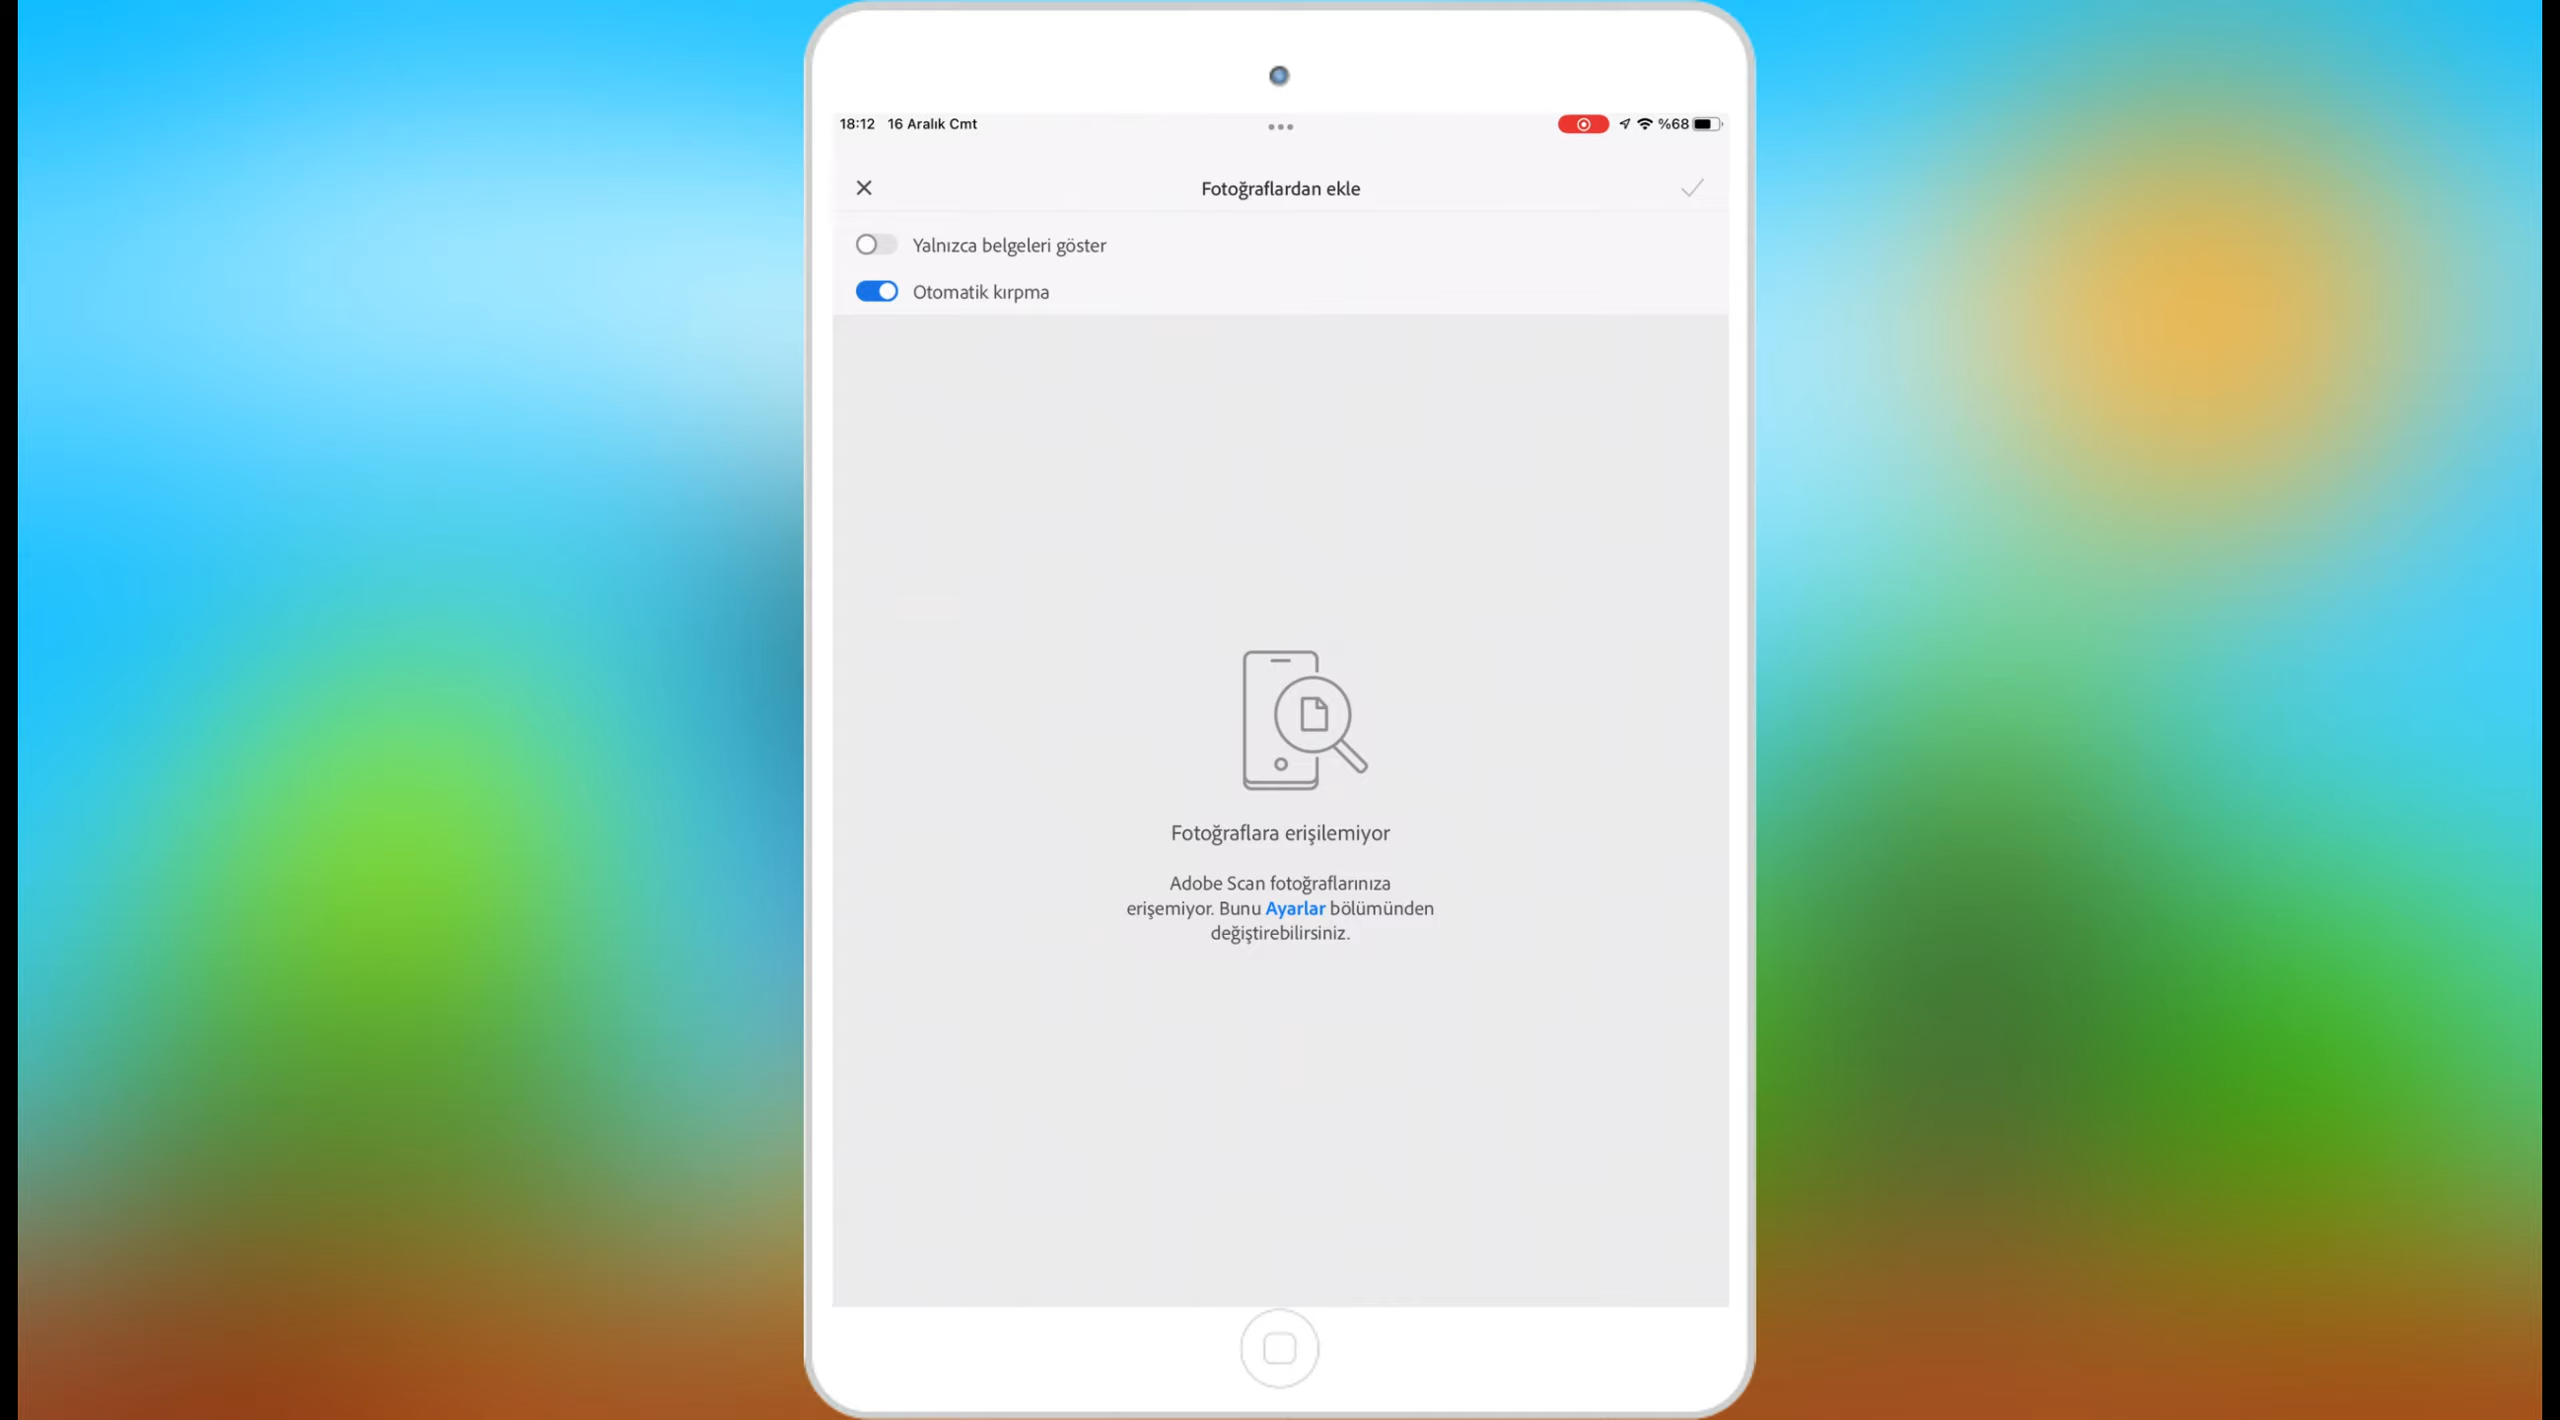 18:12 16 Aralık Cmt
%68
Fotoğraflardan ekle
Yalnızca belgeleri göster
Otomatik kırpma
Fotoğraflara erişilemiyor
Adobe Scan fotoğraflarınıza
erişemiyor. Bunu Ayarlar bölümünden
değiştirebilirsiniz.